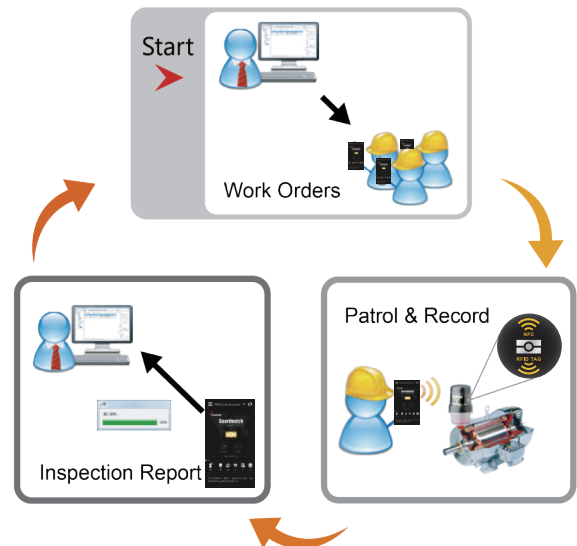 Start
Work Orders
Patrol & Record
NFC
RFID TAG
Guardwatch
Inspection Report